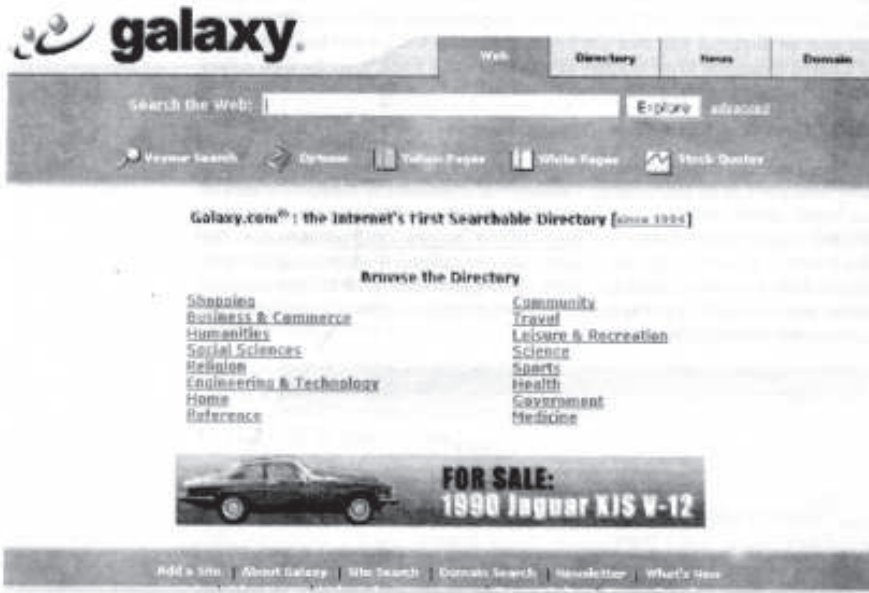 galaxy.
Web Directory News Domain
Search the Web: Explore advanced
Voyeur Search Options Yellow Pages White Pages Stock Quotes
Galaxy.com® : the Internet's First Searchable Directory [since 1994]
Browse the Directory
Shopping
Business & Commerce
Humanities
Social Sciences
Religion
Engineering & Technology
Home
Reference
Community
Travel
Leisure & Recreation
Science
Sports
Health
Government
Medicine
FOR SALE:
1990 Jaguar XJS V-12
Add a Site | About Galaxy | Site Search | Domain Search | Newsletter | What's New